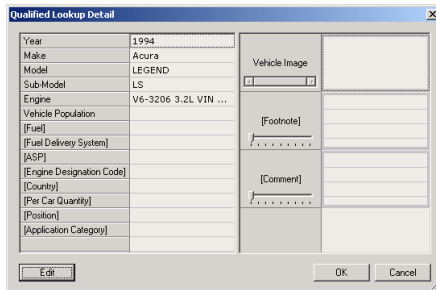 Qualified Lookup Detail
Year 1994
Make Acura
Model LEGEND
Sub-Model LS
Engine V6-3206 3.2L VIN ...
Vehicle Population
[Fuel]
[Fuel Delivery System]
[ASP]
[Engine Designation Code]
[Country]
[Per Car Quantity]
[Position]
[Application Category]
Vehicle Image
[Footnote]
[Comment]
Edit
OK Cancel